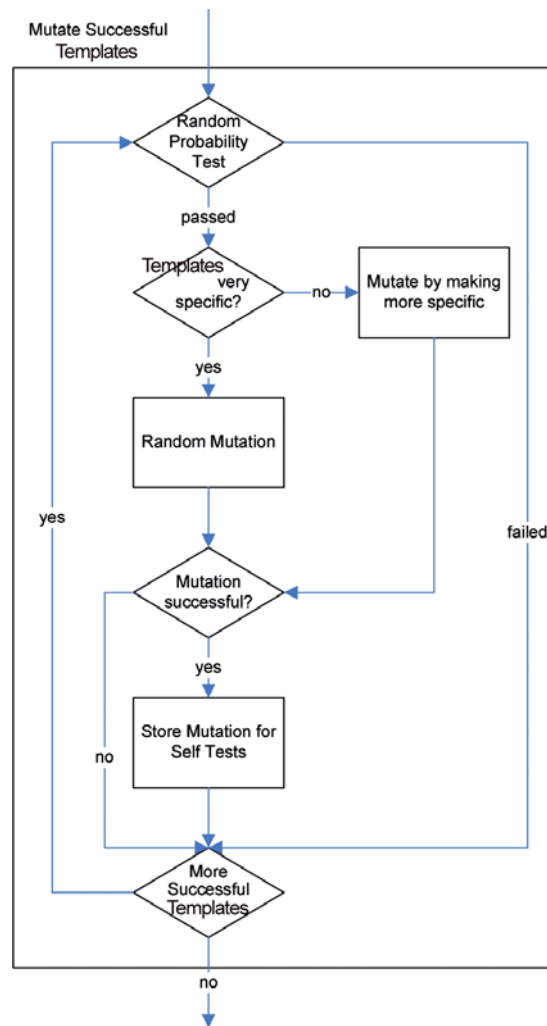 Mutate Successful
Templates
Random
Probability
Test
passed
Templates
very
specific?
no
Mutate by making
more specific
yes
Random Mutation
yes
failed
Mutation
successful?
yes
Store Mutation for
Self Tests
no
More
Successful
Templates
no